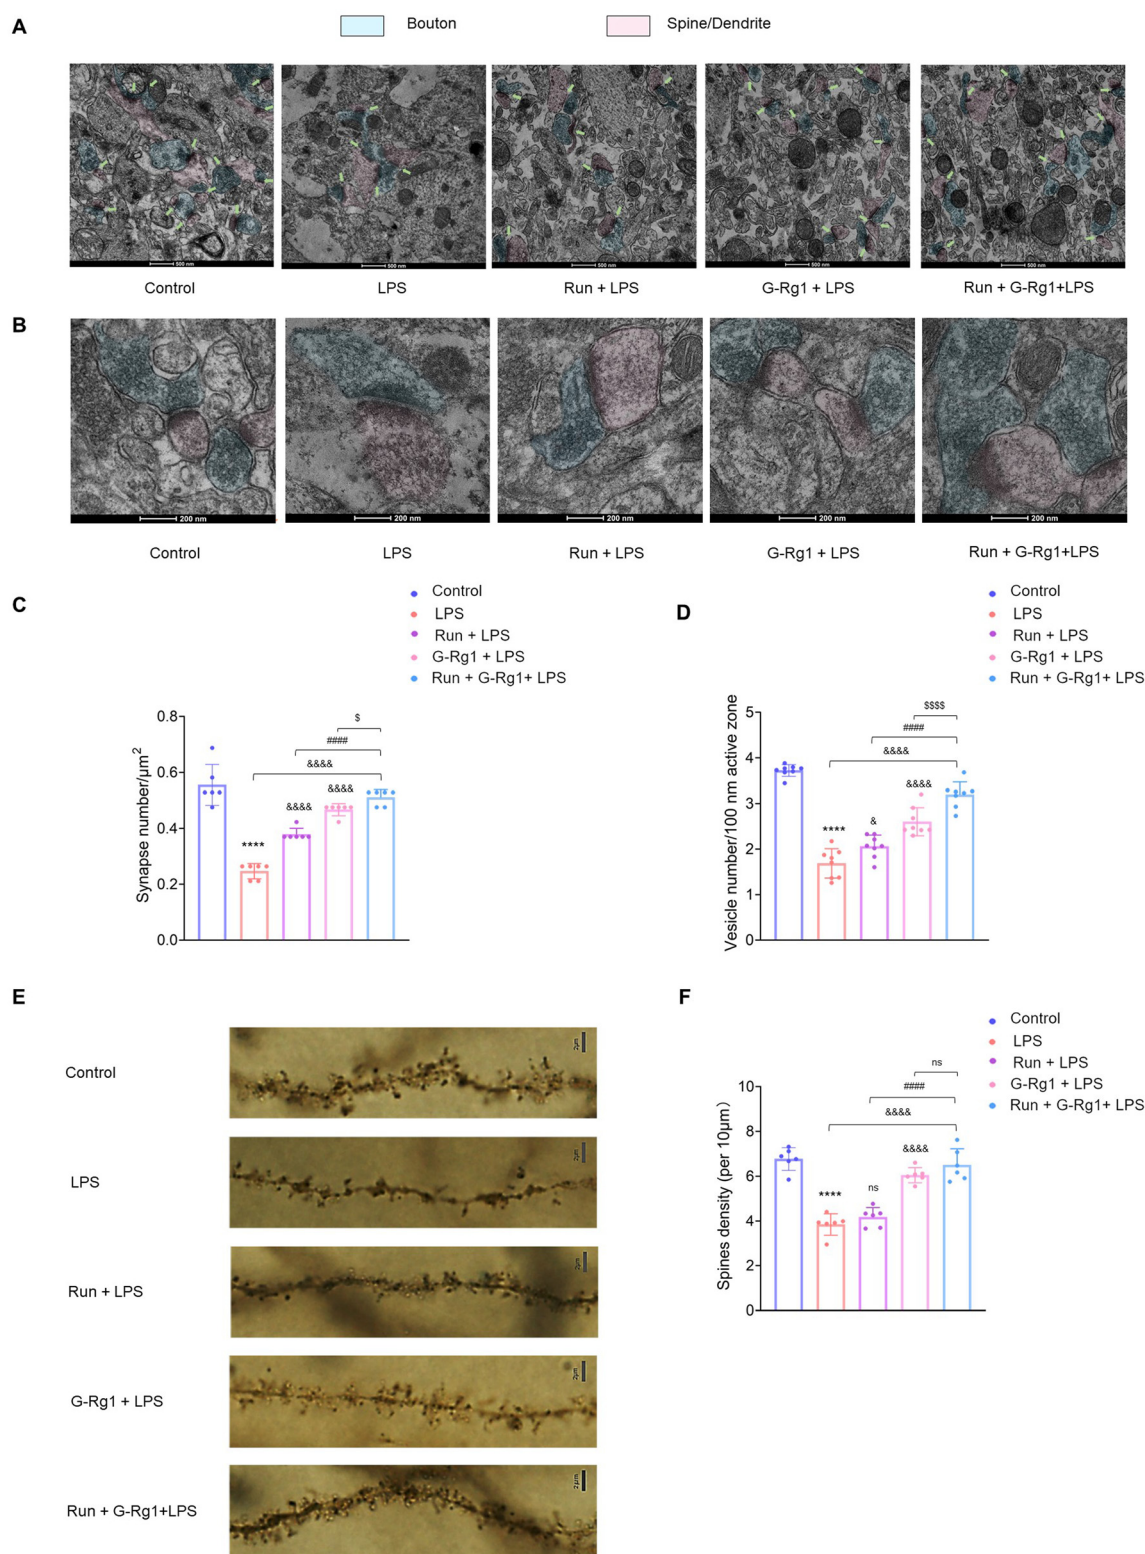 A
Bouton
Spine/Dendrite
500 nm
500 nm
500 nm
500 nm
500 nm
Control
LPS
Run + LPS
G-Rg1 + LPS
Run + G-Rg1+LPS
B
200 nm
200 nm
200 nm
200 nm
200 nm
Control
LPS
Run + LPS
G-Rg1 + LPS
Run + G-Rg1+LPS
C
Control
LPS
Run + LPS
G-Rg1 + LPS
Run + G-Rg1+ LPS
Synapse number/µm²
0.8
0.6
0.4
0.2
0.0
$
####
&&&&
&&&&
&&&&
****
D
Control
LPS
Run + LPS
G-Rg1 + LPS
Run + G-Rg1+ LPS
Vesicle number/100 nm active zone
5
4
3
2
1
0
$$$$
####
&&&&
&&&&
&
****
E
Control
2µm
LPS
2µm
Run + LPS
2µm
G-Rg1 + LPS
2µm
Run + G-Rg1+LPS
2µm
F
Control
LPS
Run + LPS
G-Rg1 + LPS
Run + G-Rg1+ LPS
Spines density (per 10µm）
10
8
6
4
2
0
ns
####
&&&&
&&&&
ns
****